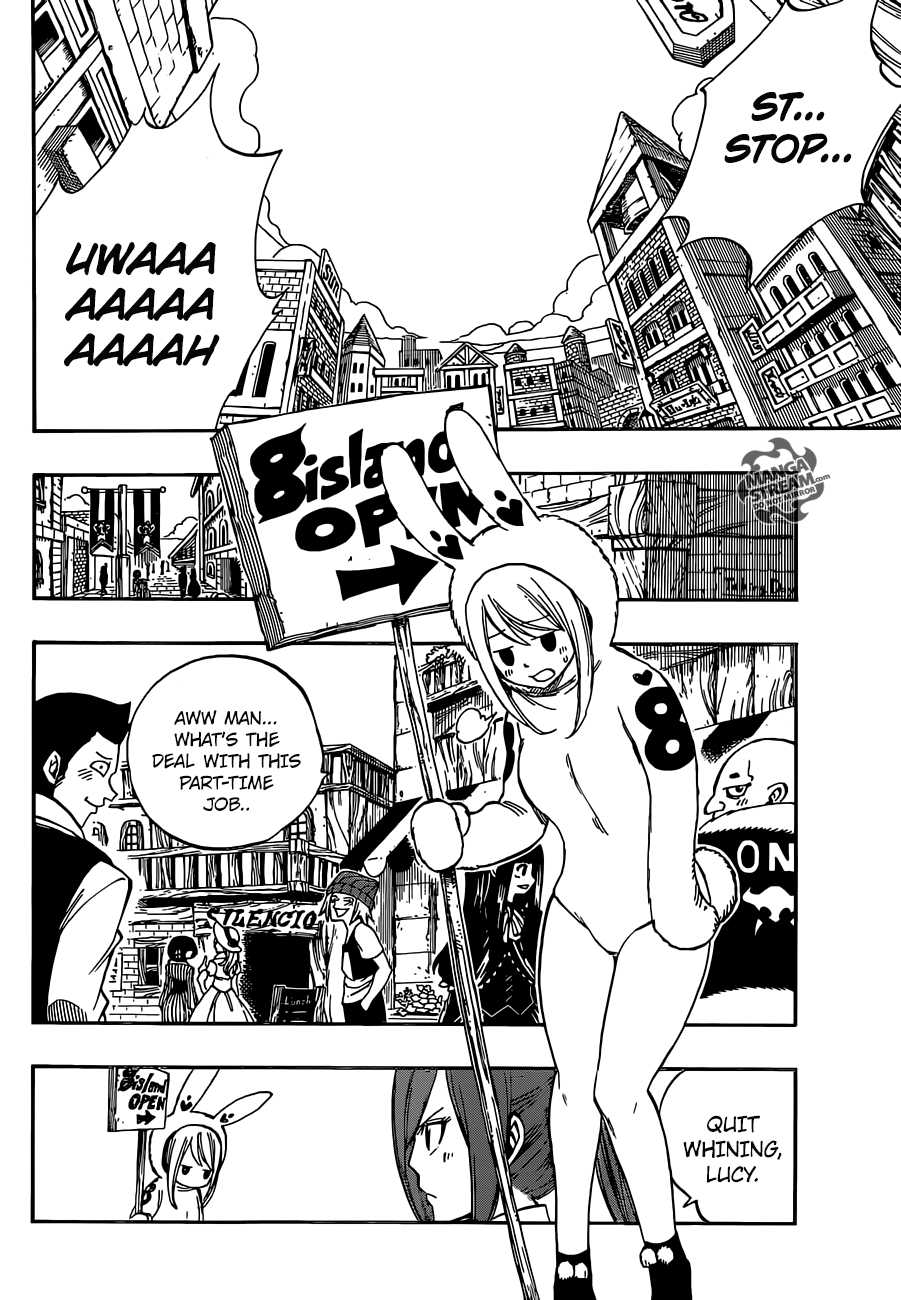 ST...
STOP...
UWAAA
AAAAA
AAAAH
8island
OPEN
MANGA
STREAM.com
AWW MAN...
WHAT'S THE
DEAL WITH THIS
PART-TIME
JOB..
ON
SILENCIO
Lunch
8island
OPEN
QUIT
WHINING,
LUCY.